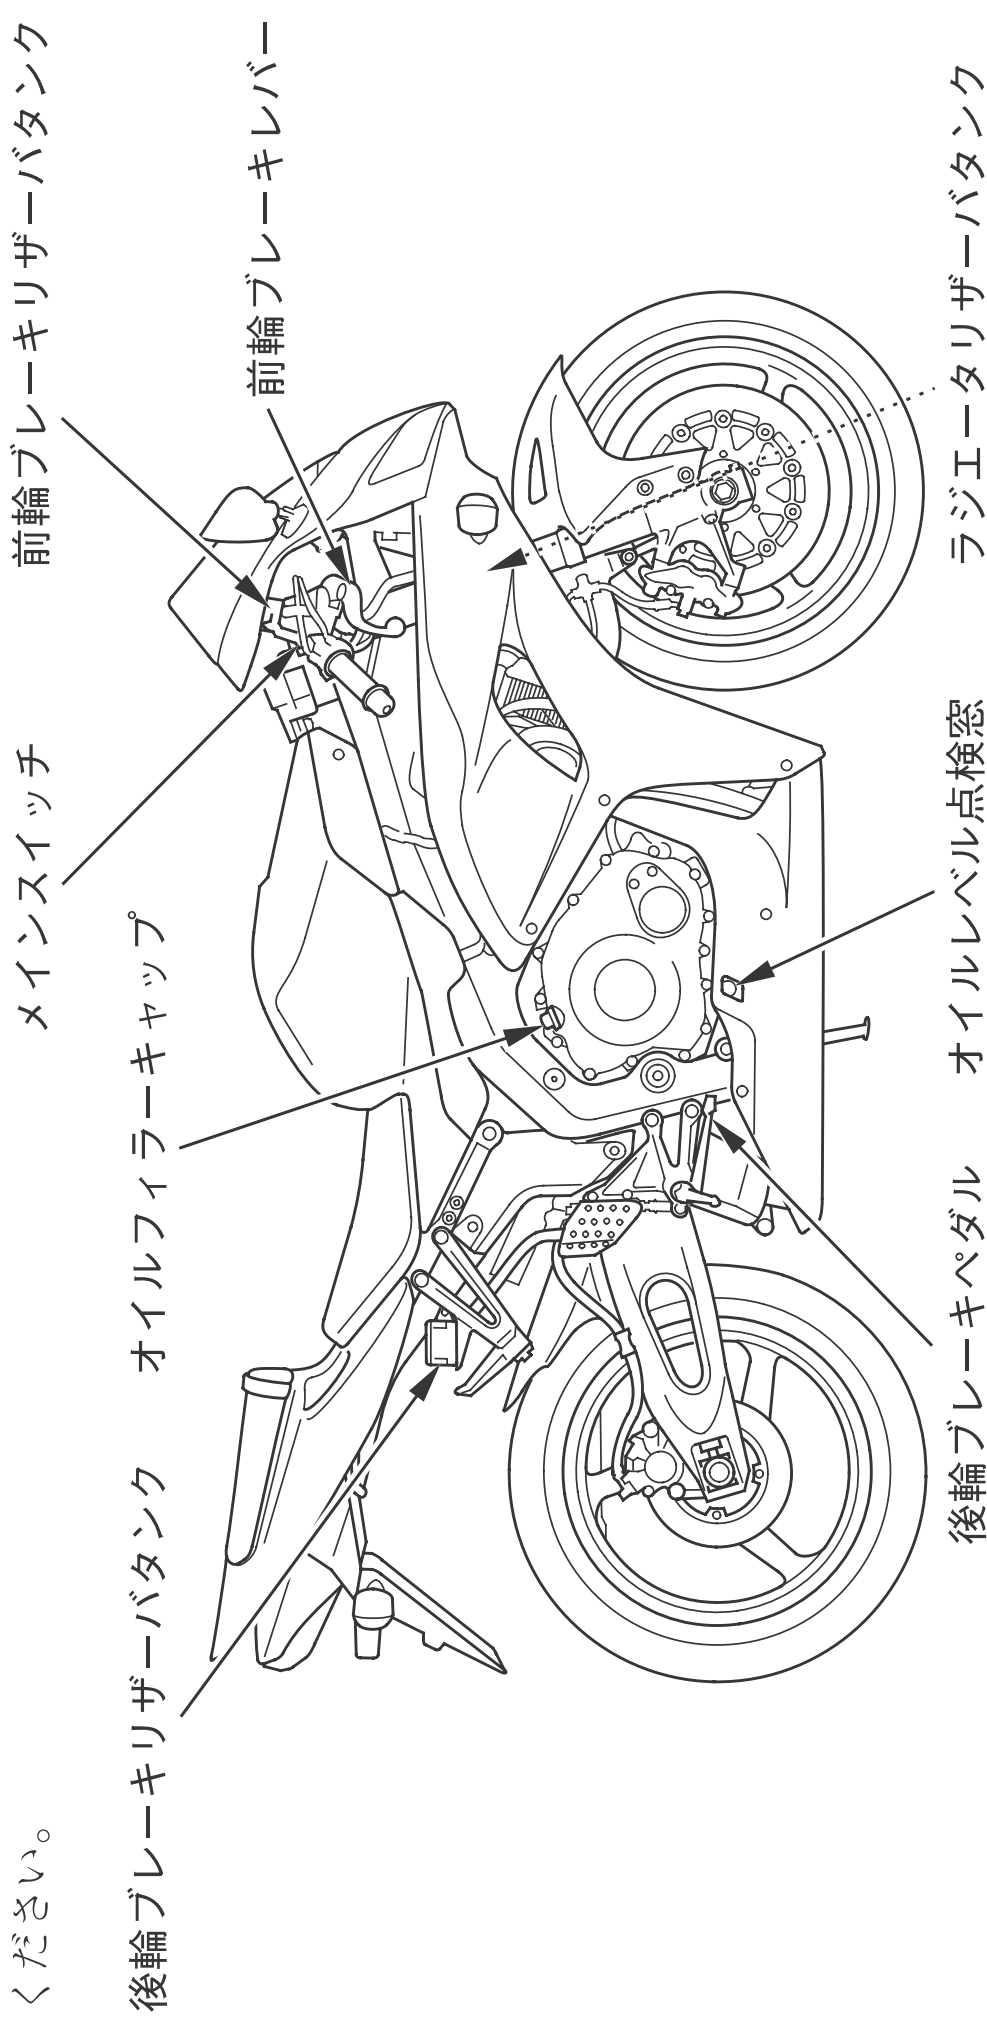 ください。
前輪ブレーキリザーバタンク
メインスイッチ
前輪ブレーキレバー
オイルフィラーキャップ
後輪ブレーキリザーバタンク
ラジエータリザーバタンク
オイルレベル点検窓
後輪ブレーキペダル